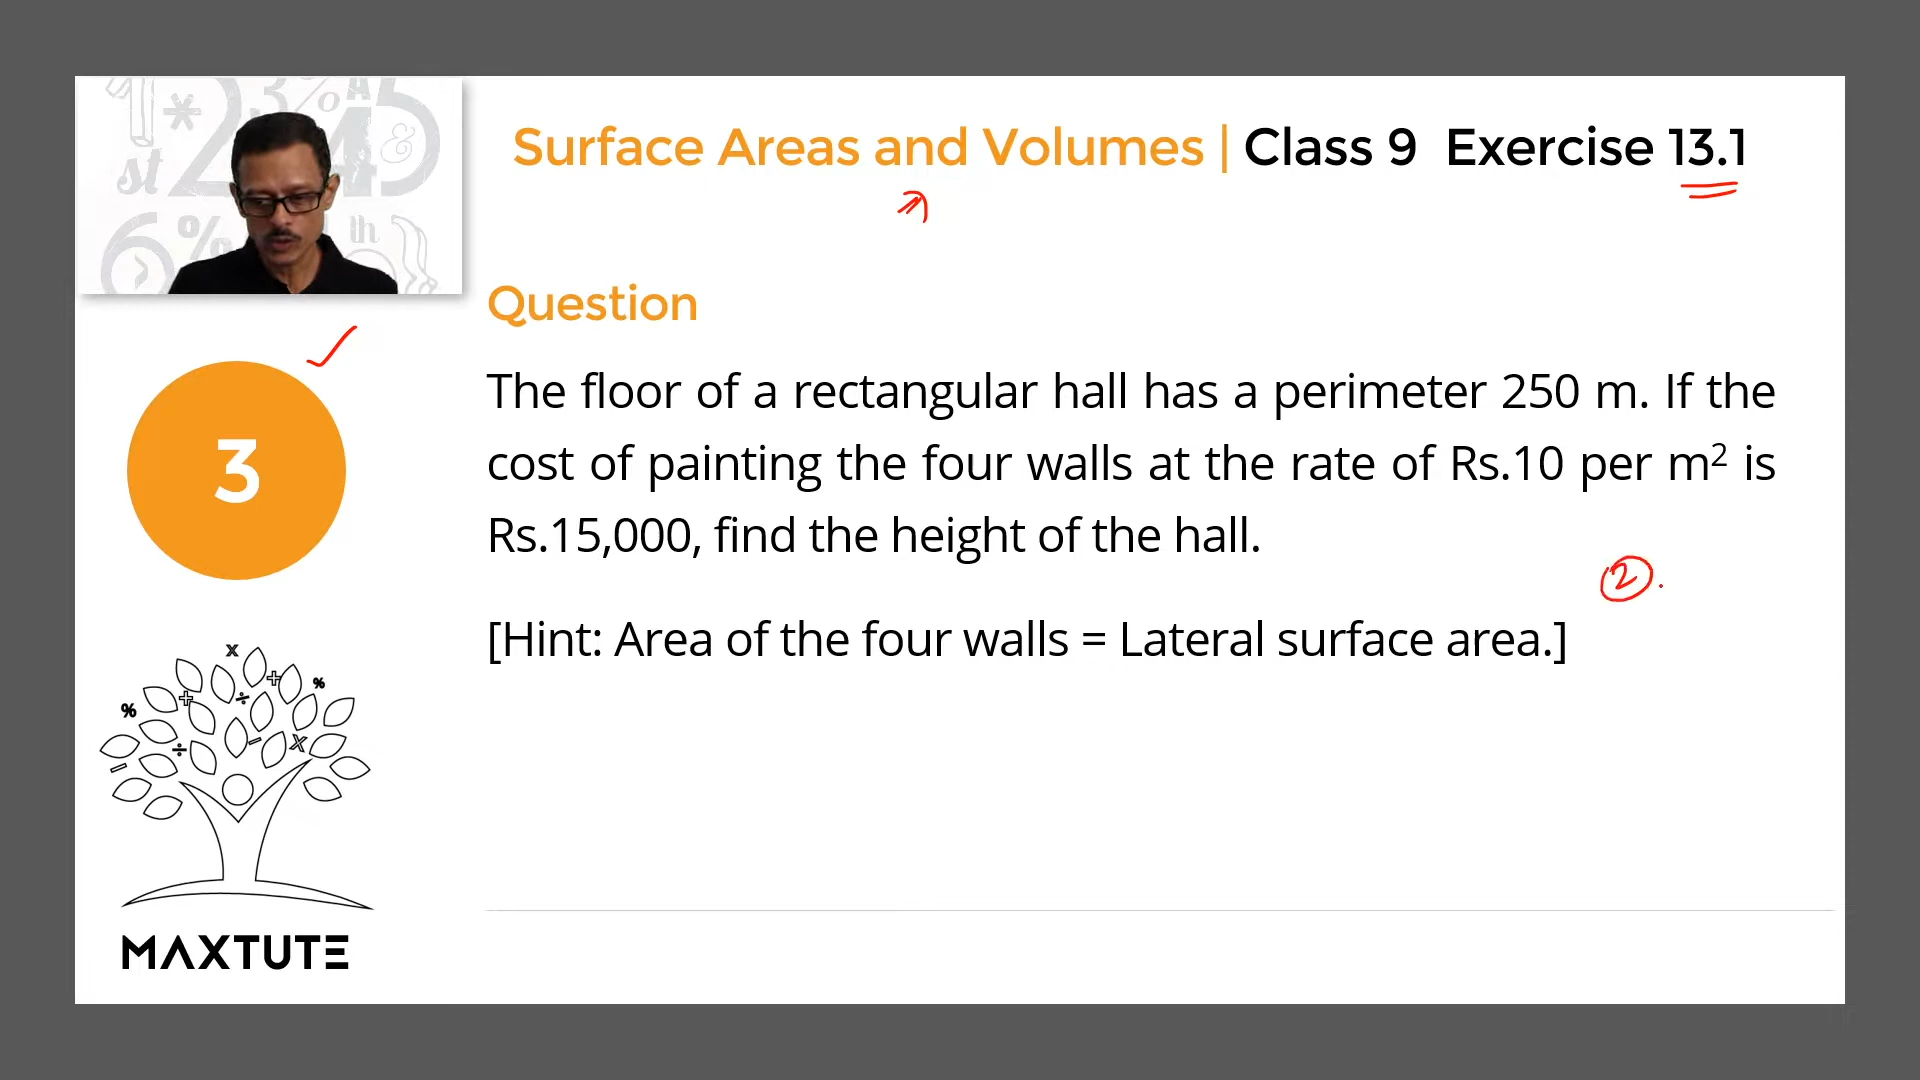 Surface Areas and Volumes | Class 9 Exercise 13.1
Question
3
The floor of a rectangular hall has a perimeter 250 m. If the
cost of painting the four walls at the rate of Rs.10 per m² is
Rs.15,000, find the height of the hall.
②.
[Hint: Area of the four walls = Lateral surface area.]
MAXTUTE